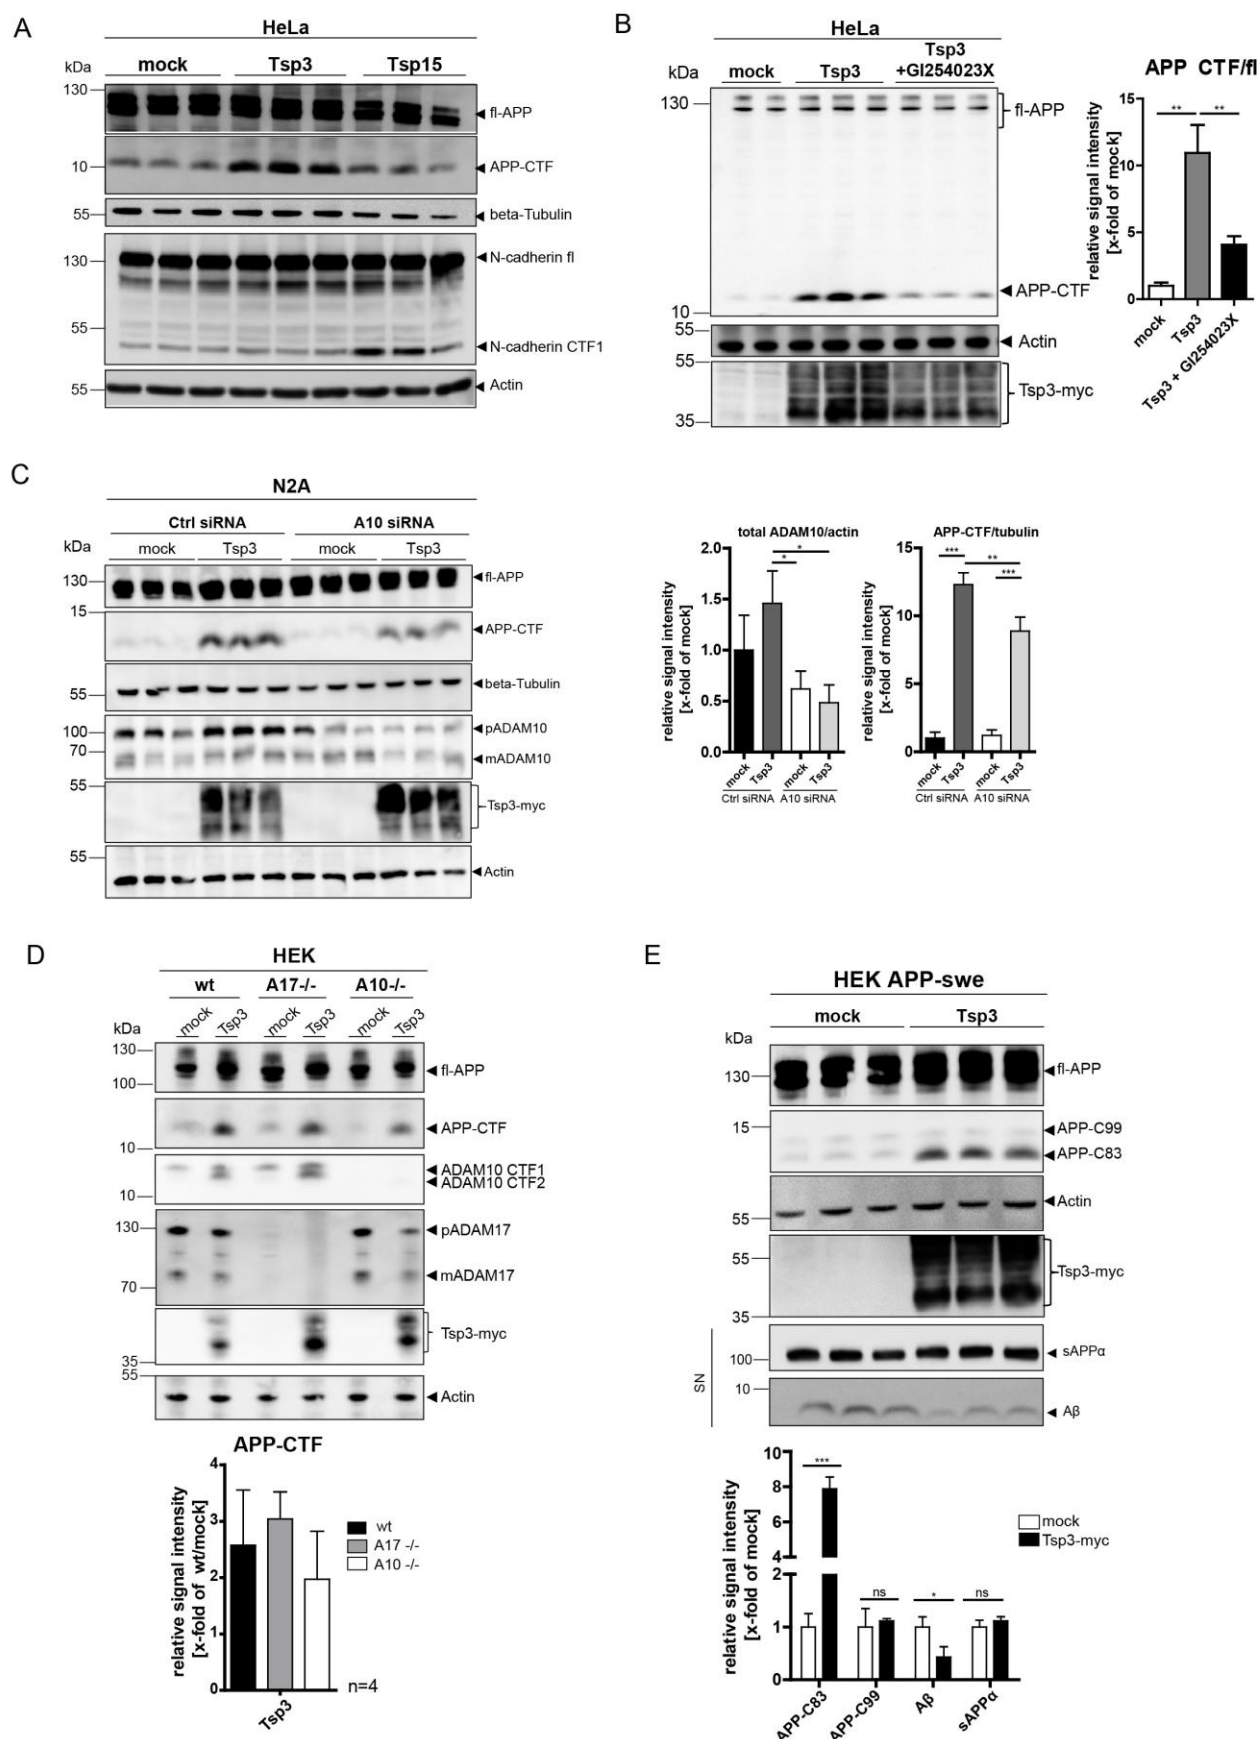 A
HeLa
kDa
mock Tsp3 Tsp15
130
fl-APP
10
APP-CTF
55
beta-Tubulin
130
N-cadherin fl
55
N-cadherin CTF1
55
Actin
B
HeLa
kDa
mock Tsp3 Tsp3
+GI254023X
130
fl-APP
APP-CTF
10
55
Actin
55
Tsp3-myc
35
APP CTF/fl
relative signal intensity
[x-fold of mock]
15
10
5
0
** **
mock
Tsp3
Tsp3 + GI254023X
C
N2A
Ctrl siRNA A10 siRNA
kDa
mock Tsp3 mock Tsp3
130
fl-APP
15
APP-CTF
55
beta-Tubulin
100
pADAM10
70
mADAM10
55
Tsp3-myc
55
Actin
total ADAM10/actin
relative signal intensity
[x-fold of mock]
2.0
1.5
1.0
0.5
0.0
*
*
mock Tsp3 mock Tsp3
Ctrl siRNA A10 siRNA
APP-CTF/tubulin
relative signal intensity
[x-fold of mock]
15
10
5
0
*** **
***
mock Tsp3 mock Tsp3
Ctrl siRNA A10 siRNA
D
HEK
wt A17-/- A10-/-
kDa
mock Tsp3 mock Tsp3 mock Tsp3
130
fl-APP
100
APP-CTF
10
ADAM10 CTF1
ADAM10 CTF2
10
130
pADAM17
mADAM17
70
Tsp3-myc
35
55
Actin
APP-CTF
relative signal intensity
[x-fold of wt/mock]
4
3
2
1
0
wt
A17 -/-
A10 -/-
n=4
Tsp3
E
HEK APP-swe
mock Tsp3
kDa
130
fl-APP
15
APP-C99
APP-C83
Actin
55
55
Tsp3-myc
35
SN
100
sAPPα
10
Aβ
relative signal intensity
[x-fold of mock]
10
8
6
4
2
1
0
***
ns * ns
mock
Tsp3-myc
APP-C83
APP-C99
Aβ
sAPPα